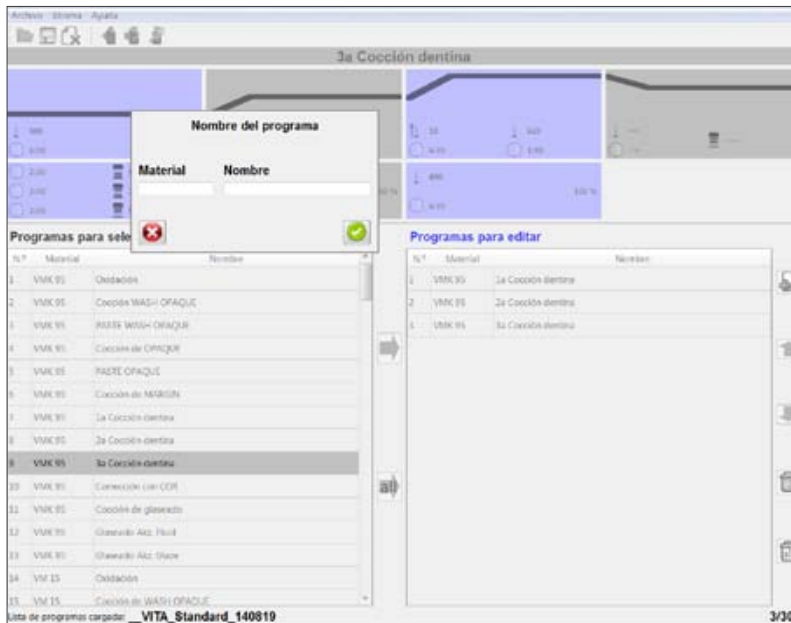 Archivo Idioma Ayuda
3a Cocción dentina
Nombre del programa
Material Nombre
Programas para sele
N.º Material Nombre
1 VMK 95 Oxidación
2 VMK 95 Cocción WASH OPAQUE
3 VMK 95 PASTE WASH OPAQUE
4 VMK 95 Cocción de OPAQUE
5 VMK 95 PASTE OPAQUE
6 VMK 95 Cocción de MARGIN
7 VMK 95 1a Cocción dentina
8 VMK 95 2a Cocción dentina
9 VMK 95 3a Cocción dentina
10 VMK 95 Corrección con COR
11 VMK 95 Cocción de glaseado
12 VMK 95 Glaseado Akz. Fluid
13 VMK 95 Glaseado Akz. Glaze
14 VM 15 Oxidación
15 VM 15 Cocción de WASH OPAQUE
all
Programas para editar
N.º Material Nombre
1 VMK 95 1a Cocción dentina
2 VMK 95 2a Cocción dentina
3 VMK 95 3a Cocción dentina
Lista de programas cargada: __VITA_Standard_140819
3/30